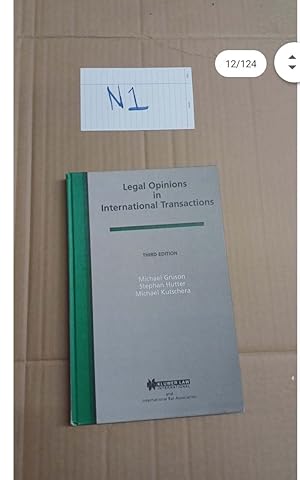 12/124
N1
Legal Opinions
in
International Transactions
THIRD EDITION
Michael Gruson
Stephan Hutter
Michael Kutschera
KLUWER LAW
INTERNATIONAL
and
International Bar Association